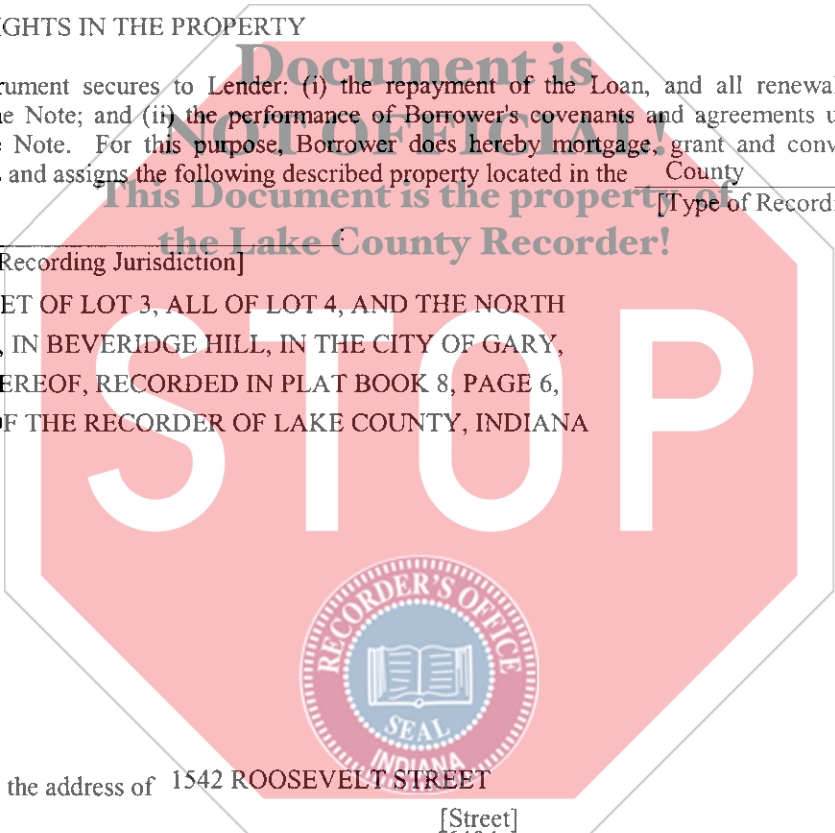 IGHTS IN THE PROPERTY
Document is
rument secures to Lender: (i) the repayment of the Loan, and all renewal
e Note; and (ii) the performance of Borrower's covenants and agreements u
NOT OFFICIAL!
e Note. For this purpose, Borrower does hereby mortgage, grant and conv
s and assigns the following described property located in the County
This Document is the property of
[Type of Recordi
the Lake County Recorder!
Recording Jurisdiction]
ET OF LOT 3, ALL OF LOT 4, AND THE NORTH
, IN BEVERIDGE HILL, IN THE CITY OF GARY,
EREOF, RECORDED IN PLAT BOOK 8, PAGE 6,
OF THE RECORDER OF LAKE COUNTY, INDIANA
STOP
RECORDER'S OFFICE
SEAL
INDIANA
the address of 1542 ROOSEVELT STREET
[Street]